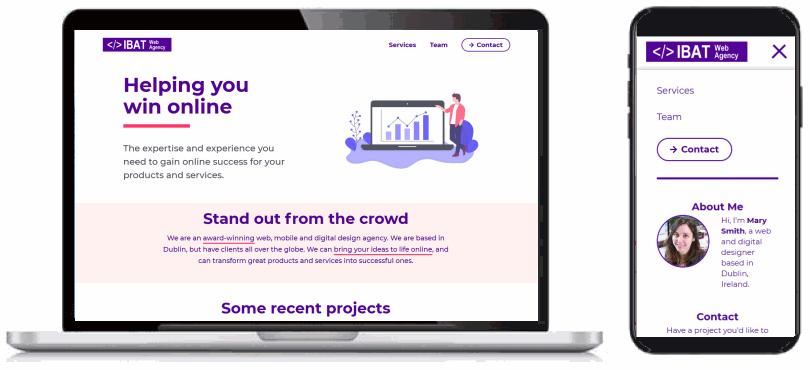 </> IBAT Web
Agency
Services Team → Contact
Helping you
win online
The expertise and experience you
need to gain online success for your
products and services.
Stand out from the crowd
We are an award-winning web, mobile and digital design agency. We are based in
Dublin, but have clients all over the globe. We can bring your ideas to life online, and
can transform great products and services into successful ones.
Some recent projects
</> IBAT Web
Agency
Services
Team
→ Contact
About Me
Hi, I'm Mary
Smith, a web
and digital
designer
based in
Dublin,
Ireland.
Contact
Have a project you'd like to